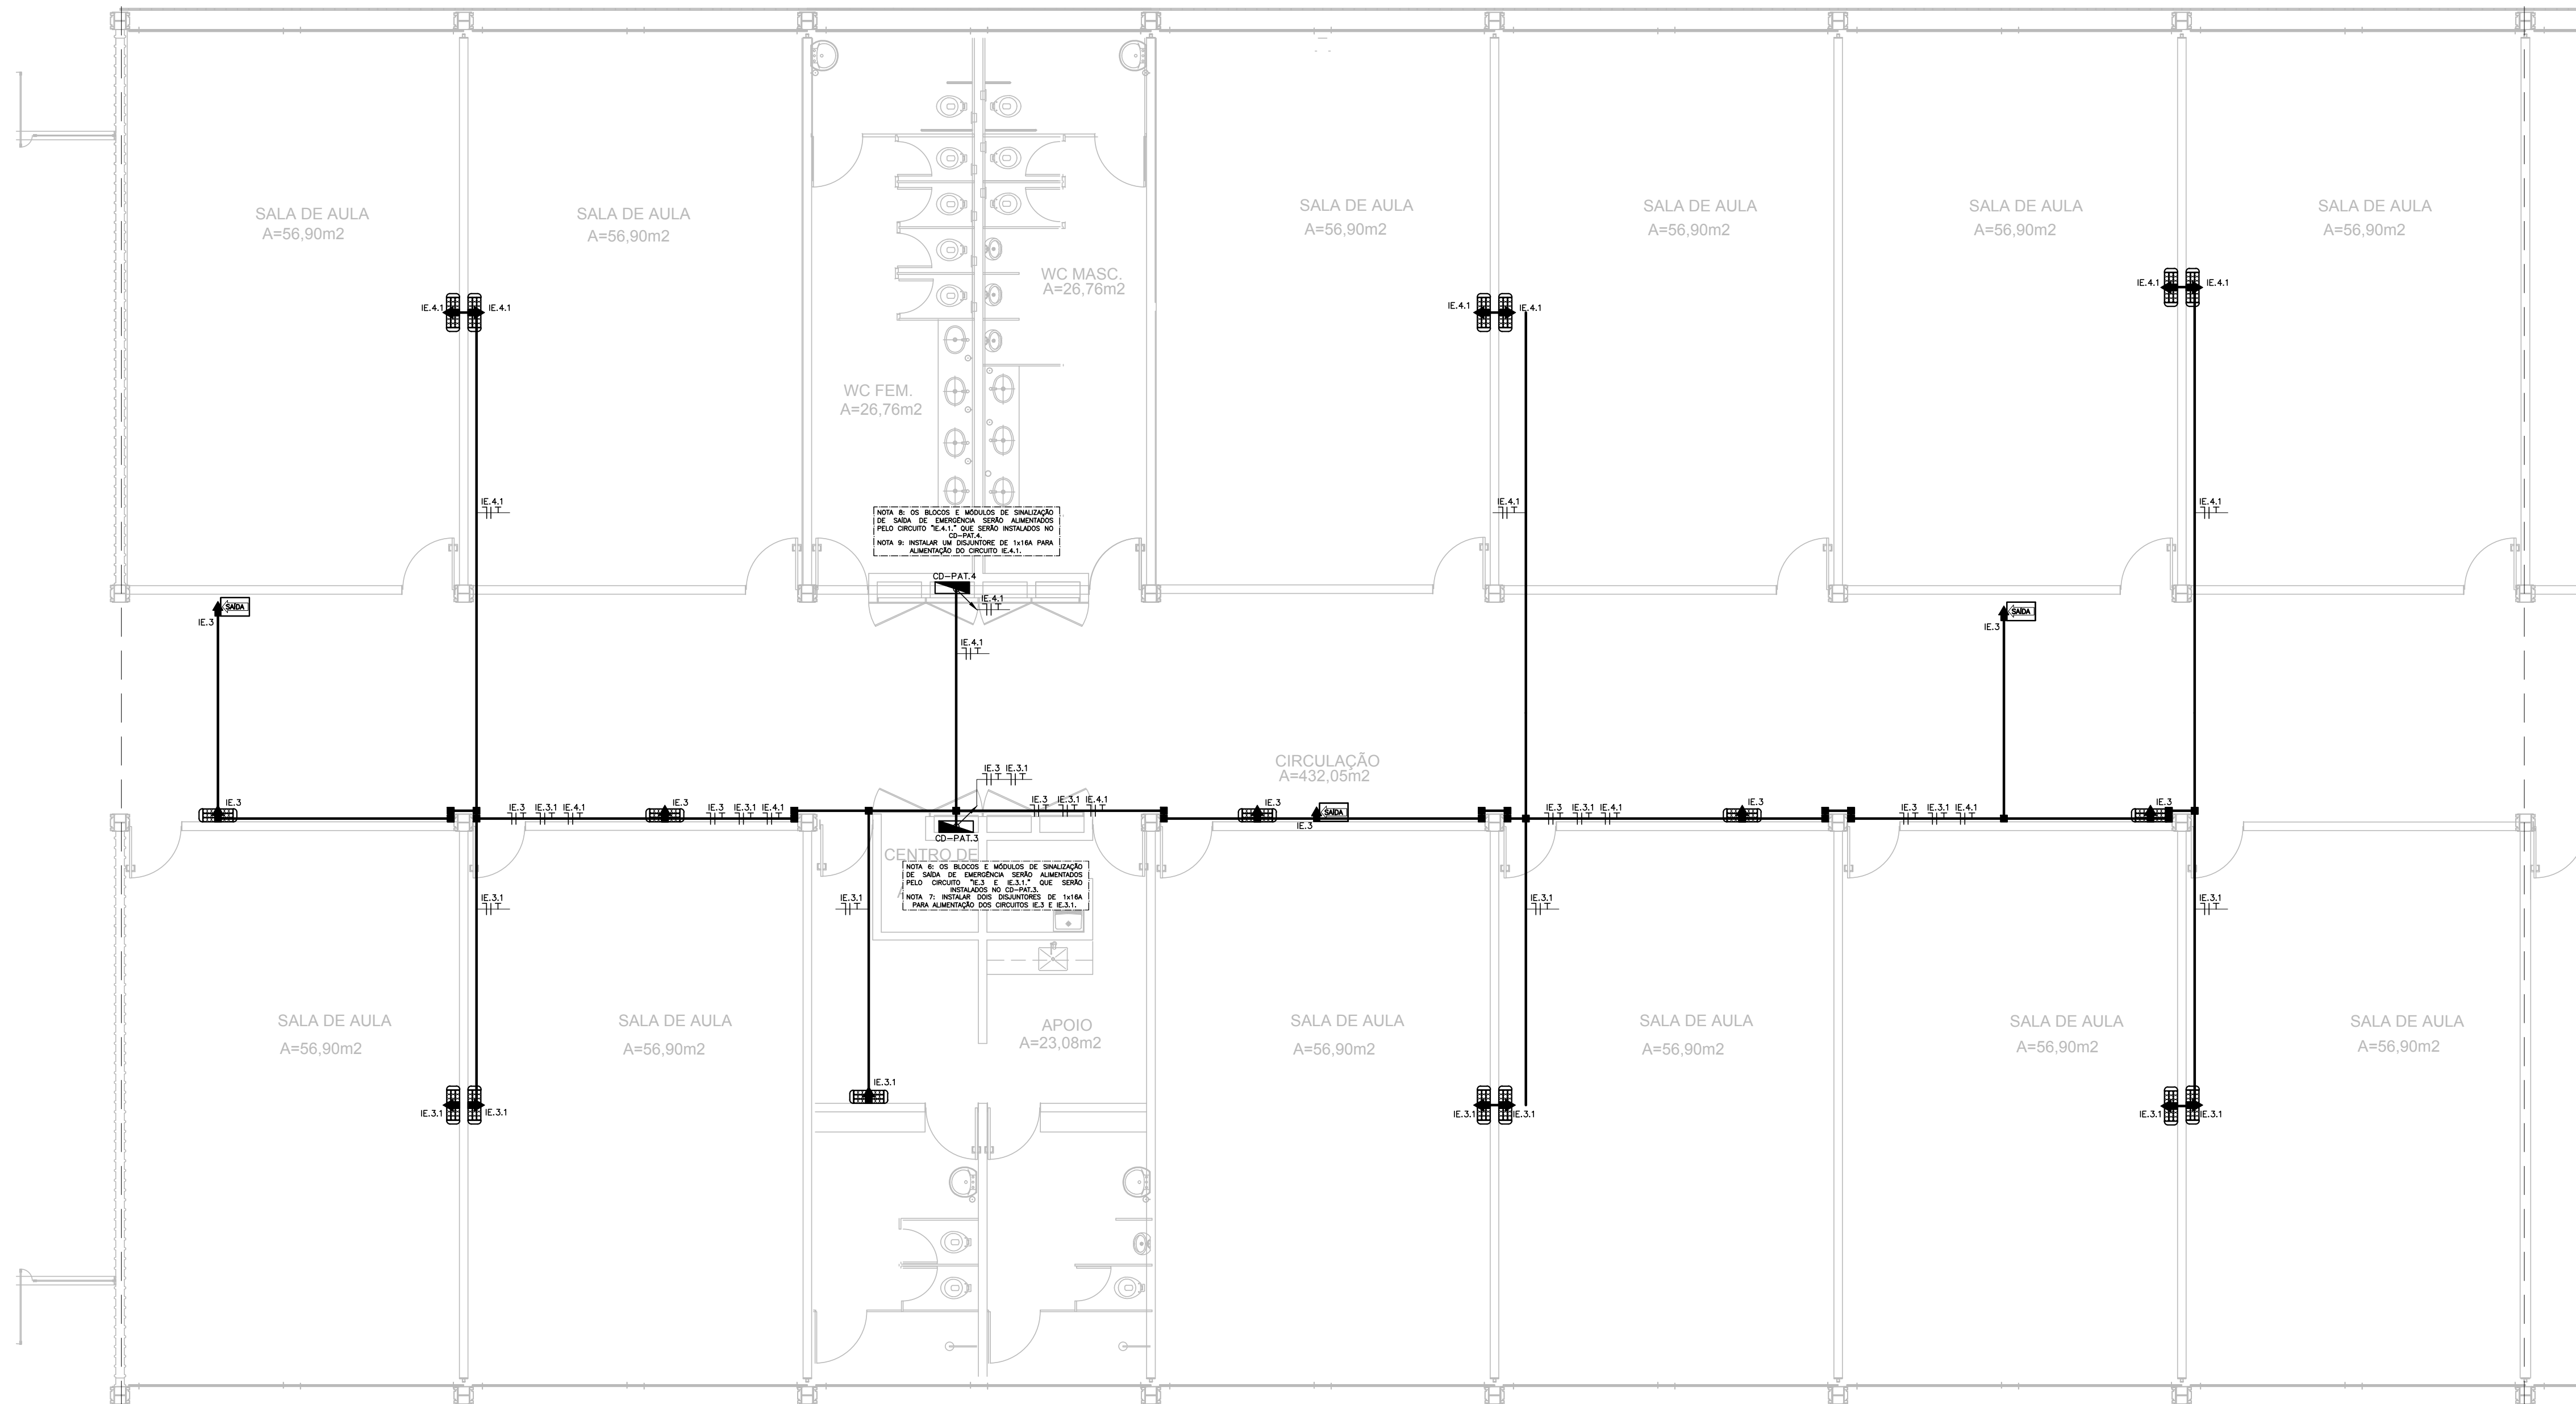 SALA DE AULA
A=56,90m2
SALA DE AULA
A=56,90m2
SALA DE AULA
A=56,90m2
SALA DE AULA
A=56,90m2
SALA DE AULA
A=56,90m2
SALA DE AULA
A=56,90m2
WC MASC.
A=26,76m2
WC FEM.
A=26,76m2
IE.4.1
IE.4.1
IE.4.1
IE.4.1
IE.4.1
IE.4.1
IE.4.1
IE.4.1
IE.4.1
NOTA 8: OS BLOCOS E MÓDULOS DE SINALIZAÇÃO
DE SAÍDA DE EMERGÊNCIA SERÃO ALIMENTADOS
PELO CIRCUITO "IE.4.1." QUE SERÃO INSTALADOS NO
CD-PAT.4.
NOTA 9: INSTALAR UM DISJUNTORE DE 1x16A PARA
ALIMENTAÇÃO DO CIRCUITO IE.4.1.
CD-PAT.4
IE.4.1
IE.4.1
SAÍDA
IE.3
SAÍDA
IE.3
CIRCULAÇÃO
A=432,05m2
IE.3 IE.3.1
IE.3
IE.3 IE.3.1 IE.4.1
IE.3
IE.3 IE.3.1 IE.4.1
IE.3 IE.3.1 IE.4.1
IE.3
SAÍDA
IE.3
IE.3 IE.3.1 IE.4.1
IE.3
IE.3 IE.3.1 IE.4.1
IE.3
CD-PAT.3
CENTRO DE
NOTA 6: OS BLOCOS E MÓDULOS DE SINALIZAÇÃO
DE SAÍDA DE EMERGÊNCIA SERÃO ALIMENTADOS
PELO CIRCUITO "IE.3 E IE.3.1." QUE SERÃO
INSTALADOS NO CD-PAT.3.
NOTA 7: INSTALAR DOIS DISJUNTORES DE 1x16A
PARA ALIMENTAÇÃO DOS CIRCUITOS IE.3 E IE.3.1.
IE.3.1
IE.3.1
IE.3.1
IE.3.1
SALA DE AULA
A=56,90m2
SALA DE AULA
A=56,90m2
APOIO
A=23,08m2
SALA DE AULA
A=56,90m2
SALA DE AULA
A=56,90m2
SALA DE AULA
A=56,90m2
SALA DE AULA
A=56,90m2
IE.3.1
IE.3.1
IE.3.1
IE.3.1
IE.3.1
IE.3.1
IE.3.1